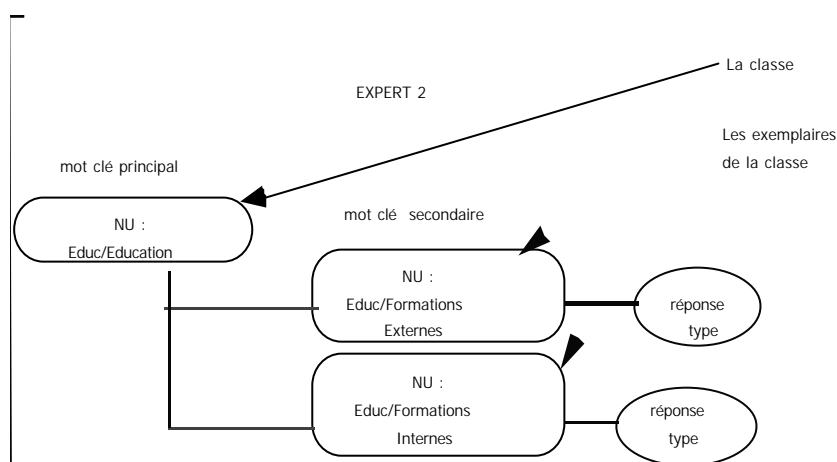 La classe
EXPERT 2
Les exemplaires
de la classe
mot clé principal
mot clé secondaire
NU :
Educ/Education
NU :
Educ/Formations
Externes
réponse
type
NU :
Educ/Formations
Internes
réponse
type